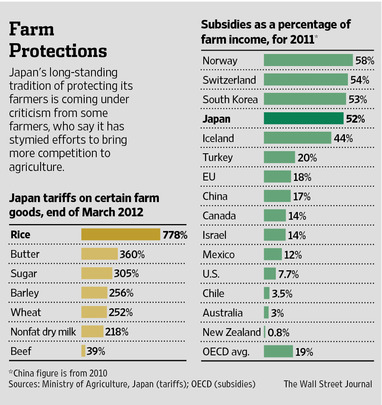 Farm
Protections
Japan's long-standing
tradition of protecting its
farmers is coming under
criticism from some
farmers, who say it has
stymied efforts to bring
more competition to
agriculture.
Japan tariffs on certain farm
goods, end of March 2012
Rice 778%
Butter 360%
Sugar 305%
Barley 256%
Wheat 252%
Nonfat dry milk 218%
Beef 39%
Subsidies as a percentage of
farm income, for 2011*
Norway 58%
Switzerland 54%
South Korea 53%
Japan 52%
Iceland 44%
Turkey 20%
EU 18%
China 17%
Canada 14%
Israel 14%
Mexico 12%
U.S. 7.7%
Chile 3.5%
Australia 3%
New Zealand 0.8%
OECD avg. 19%
*China figure is from 2010
Sources: Ministry of Agriculture, Japan (tariffs); OECD (subsidies) The Wall Street Journal